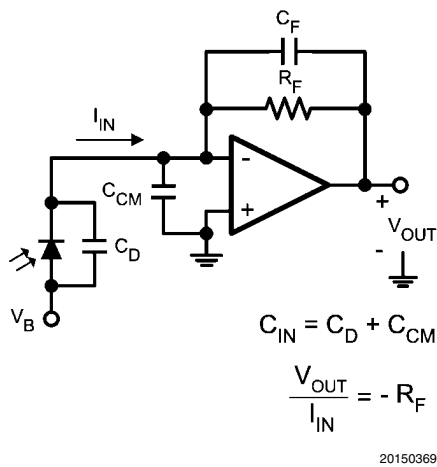 C_F
R_F
I_IN
-
C_CM
+
+
V_OUT
-
C_D
V_B
C_IN = C_D + C_CM
V_OUT
I_IN
= - R_F
20150369